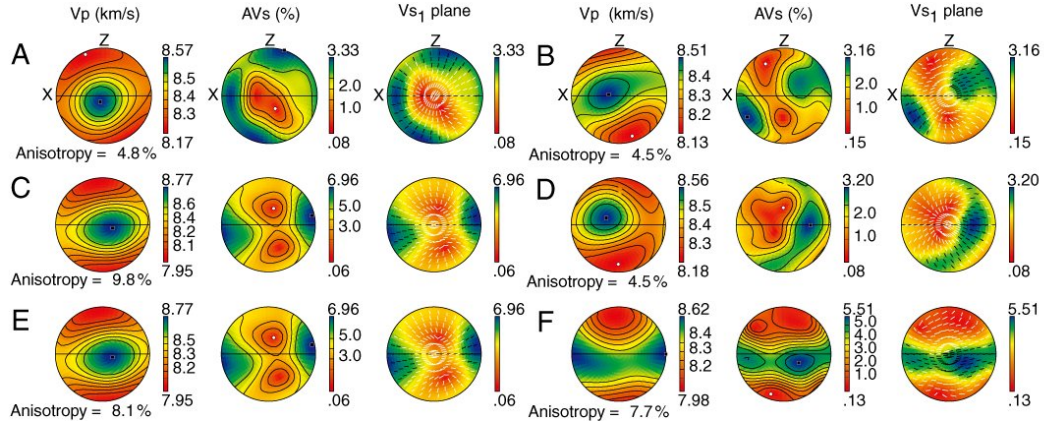 Vp (km/s) AVs (%) Vs1 plane Vp (km/s) AVs (%) Vs1 plane
Z Z Z Z
A 8.57 3.33 3.33 B 8.51 3.16 3.16
8.5 2.0 8.4 2.0
X 8.4 X 1.0 X 8.3 X 1.0
8.3 8.2
8.17 .08 .08 8.13 .15 .15
Anisotropy = 4.8% Anisotropy = 4.5%
C 8.77 6.96 6.96 D 8.56 3.20 3.20
8.6 5.0 8.5 2.0
8.4 3.0 8.4 1.0
8.2 8.3
8.1
7.95 .06 .06 8.18 .08 .08
Anisotropy = 9.8% Anisotropy = 4.5%
E 8.77 6.96 6.96 F 8.62 5.51 5.51
8.5 5.0 8.4 5.0
8.3 3.0 8.3 4.0
8.2 8.2 3.0
2.0
1.0
7.95 .06 .06 7.98 .13 .13
Anisotropy = 8.1% Anisotropy = 7.7%